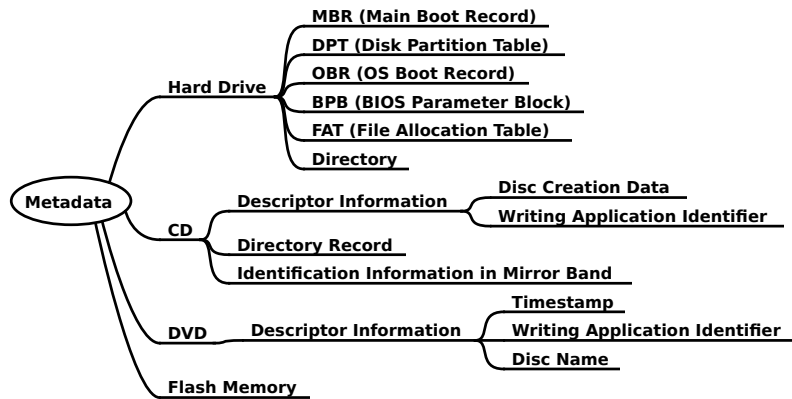 MBR (Main Boot Record)
DPT (Disk Partition Table)
OBR (OS Boot Record)
Hard Drive
BPB (BIOS Parameter Block)
FAT (File Allocation Table)
Directory
Metadata
Disc Creation Data
Descriptor Information
Writing Application Identifier
CD
Directory Record
Identification Information in Mirror Band
Timestamp
DVD
Descriptor Information
Writing Application Identifier
Disc Name
Flash Memory